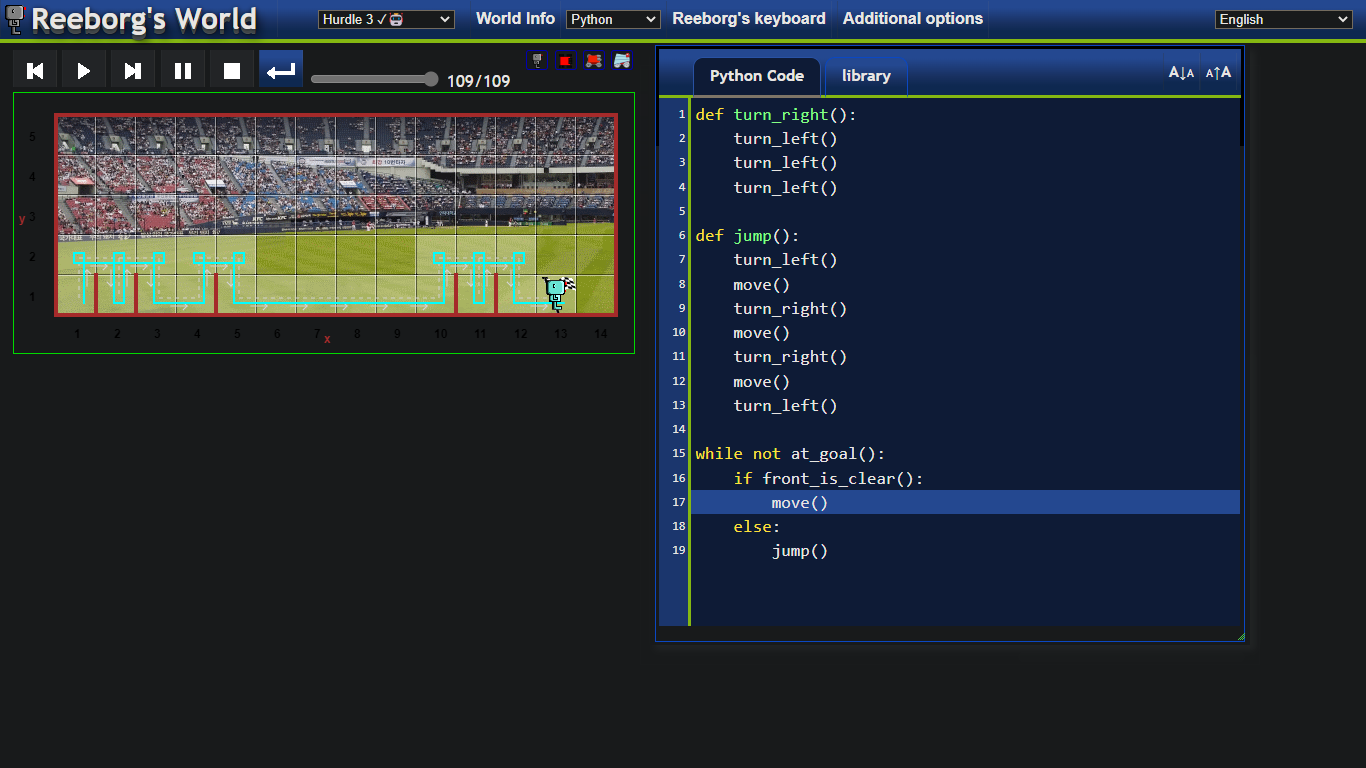 Reeborg's World
Hurdle 3 ✓
World Info
Python
Reeborg's keyboard
Additional options
English
109/109
5
4
y 3
2
1
1 2 3 4 5 6 7 8 9 10 11 12 13 14
x
Python Code
library
A↓A A↑A
1 def turn_right():
2 turn_left()
3 turn_left()
4 turn_left()
5
6 def jump():
7 turn_left()
8 move()
9 turn_right()
10 move()
11 turn_right()
12 move()
13 turn_left()
14
15 while not at_goal():
16 if front_is_clear():
17 move()
18 else:
19 jump()